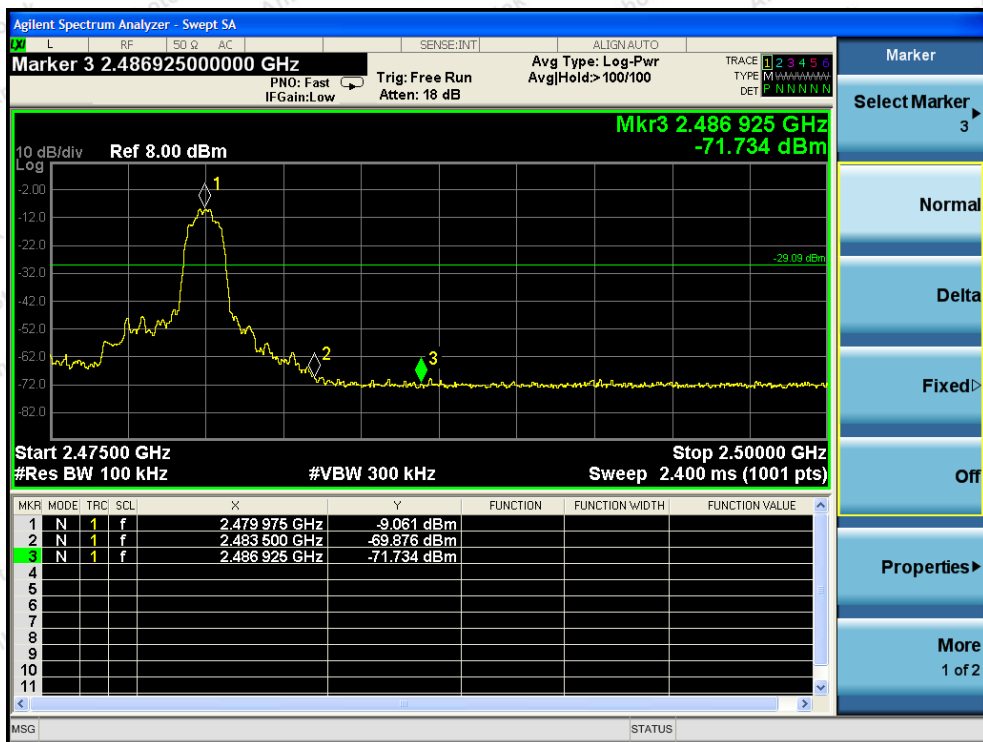 Agilent Spectrum Analyzer - Swept SA
LXI L RF 50 Ω AC SENSE:INT ALIGN AUTO
Marker 3 2.486925000000 GHz
PNO: Fast
IFGain:Low
Trig: Free Run
Atten: 18 dB
Avg Type: Log-Pwr
Avg|Hold:>100/100
TRACE 1 2 3 4 5 6
TYPE M
DET P N N N N N
Mkr3 2.486 925 GHz
-71.734 dBm
10 dB/div Ref 8.00 dBm
Log
-2.00
-12.0
-22.0
-32.0
-42.0
-52.0
-62.0
-72.0
-82.0
1
2
3
-29.09 dBm
Start 2.47500 GHz Stop 2.50000 GHz
#Res BW 100 kHz #VBW 300 kHz Sweep 2.400 ms (1001 pts)
MKR MODE TRC SCL X Y FUNCTION FUNCTION WIDTH FUNCTION VALUE
1 N 1 f 2.479 975 GHz -9.061 dBm
2 N 1 f 2.483 500 GHz -69.876 dBm
3 N 1 f 2.486 925 GHz -71.734 dBm
4
5
6
7
8
9
10
11
MSG STATUS
Marker
Select Marker
3
Normal
Delta
Fixed
Off
Properties
More
1 of 2